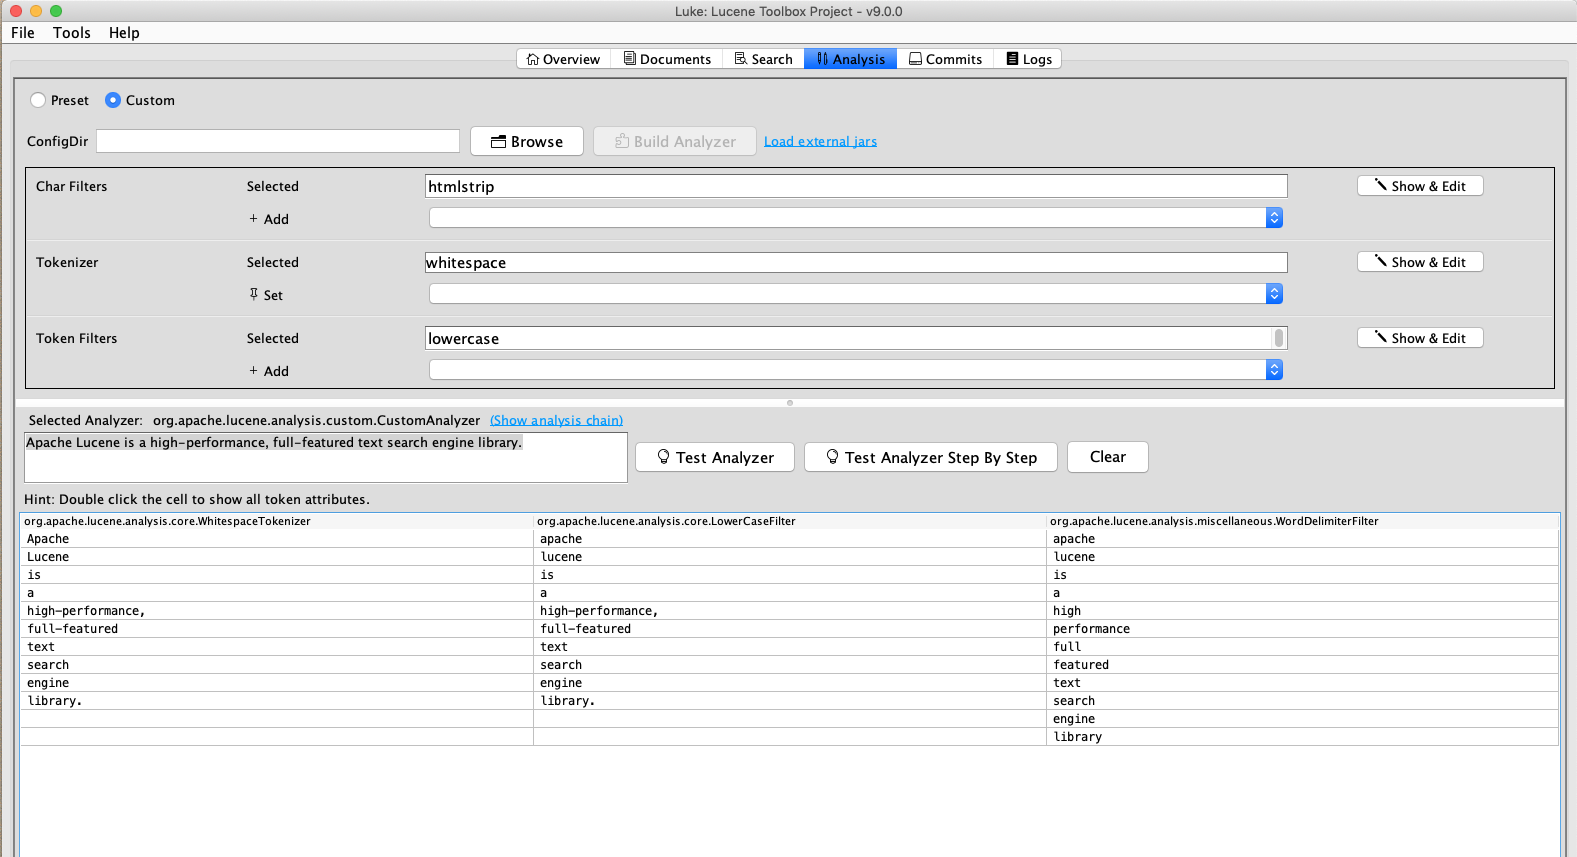 Luke: Lucene Toolbox Project - v9.0.0
File Tools Help
Overview Documents Search Analysis Commits Logs
Preset Custom
ConfigDir Browse Build Analyzer Load external jars
Char Filters Selected htmlstrip Show & Edit
+ Add
Tokenizer Selected whitespace Show & Edit
Set
Token Filters Selected lowercase Show & Edit
+ Add
Selected Analyzer: org.apache.lucene.analysis.custom.CustomAnalyzer (Show analysis chain)
Apache Lucene is a high-performance, full-featured text search engine library.
Test Analyzer Test Analyzer Step By Step Clear
Hint: Double click the cell to show all token attributes.
org.apache.lucene.analysis.core.WhitespaceTokenizer org.apache.lucene.analysis.core.LowerCaseFilter org.apache.lucene.analysis.miscellaneous.WordDelimiterFilter
Apache apache apache
Lucene lucene lucene
is is is
a a a
high-performance, high-performance, high
full-featured full-featured performance
text text full
search search featured
engine engine text
library. library. search
engine
library